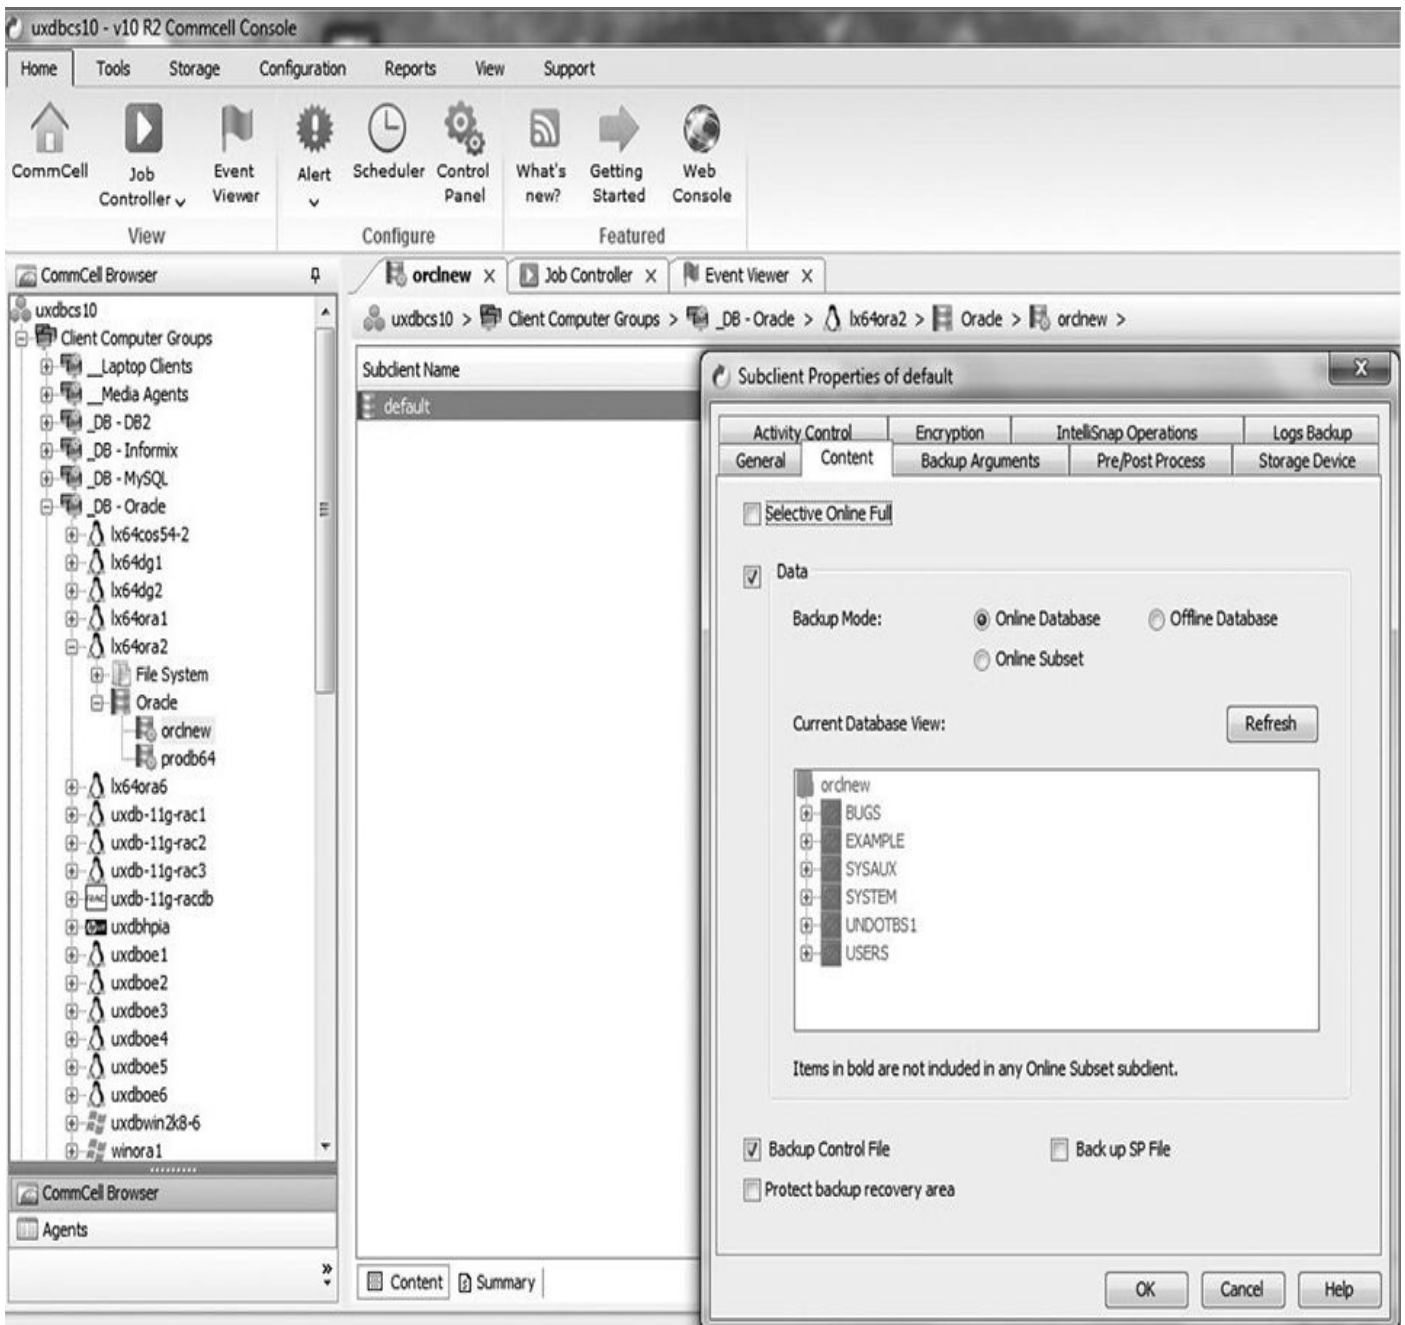 uxdbcs10 - v10 R2 Commcell Console
Home Tools Storage Configuration Reports View Support
CommCell Job Controller Event Viewer Alert Scheduler Control Panel What's new? Getting Started Web Console
View Configure Featured
CommCell Browser
uxdbcs10
Client Computer Groups
__Laptop Clients
__Media Agents
_DB - DB2
_DB - Informix
_DB - MySQL
_DB - Oracle
lx64cos54-2
lx64dg1
lx64dg2
lx64ora1
lx64ora2
File System
Oracle
orclnew
prodb64
lx64ora6
uxdb-11g-rac1
uxdb-11g-rac2
uxdb-11g-rac3
uxdb-11g-racdb
uxdbhpia
uxdboe1
uxdboe2
uxdboe3
uxdboe4
uxdboe5
uxdboe6
uxdbwin2k8-6
winora1
CommCell Browser
Agents
orclnew Job Controller Event Viewer
uxdbcs10 > Client Computer Groups > _DB - Oracle > lx64ora2 > Oracle > orclnew >
Subclient Name
default
Content Summary
Subclient Properties of default
Activity Control Encryption IntelliSnap Operations Logs Backup
General Content Backup Arguments Pre/Post Process Storage Device
Selective Online Full
Data
Backup Mode: Online Database Offline Database
Online Subset
Current Database View: Refresh
orclnew
BUGS
EXAMPLE
SYSAUX
SYSTEM
UNDOTBS1
USERS
Items in bold are not included in any Online Subset subclient.
Backup Control File Back up SP File
Protect backup recovery area
OK Cancel Help